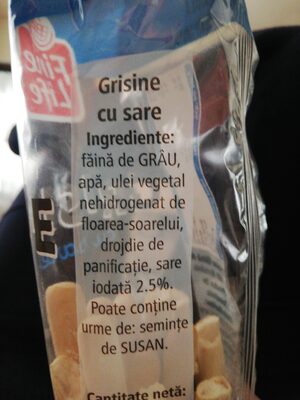 Fine
Life
Grisine
cu sare
Ingrediente:
făină de GRÂU,
apă, ulei vegetal
nehidrogenat de
floarea-soarelui,
drojdie de
panificație, sare
iodată 2.5%.
Poate conține
urme de: semințe
de SUSAN.
Cantitate netă: